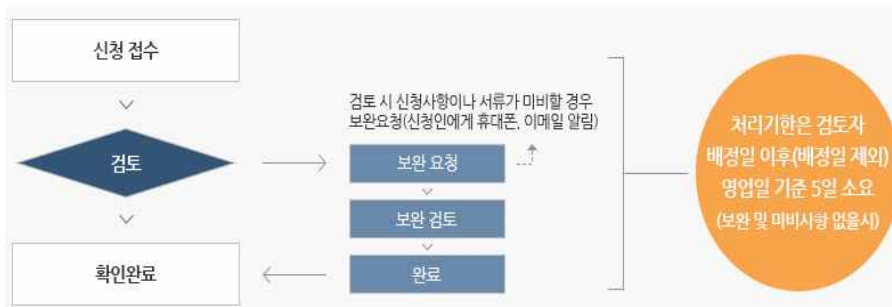 신청 접수
검토
확인완료
검토 시 신청사항이나 서류가 미비할 경우
보완요청(신청인에게 휴대폰, 이메일 알림)
보완 요청
보완 검토
완료
처리기한은 검토자
배정일 이후(배정일 제외)
영업일 기준 5일 소요
(보완 및 미비사항 없을시)